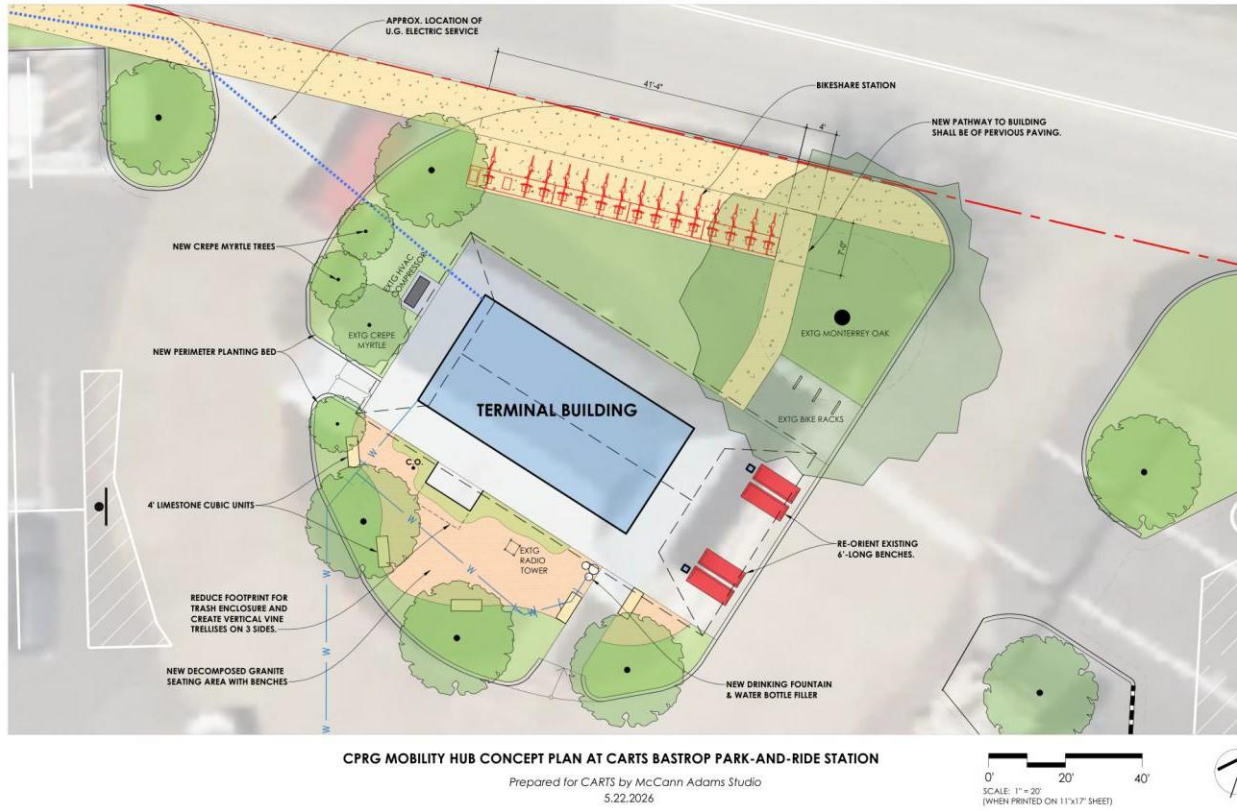 APPROX. LOCATION OF
U.G. ELECTRIC SERVICE
41'-4"
BIKESHARE STATION
4'
NEW PATHWAY TO BUILDING
SHALL BE OF PERVIOUS PAVING.
NEW CREPE MYRTLE TREES
EXTG HVAC
COMPRESSOR
7'-0"
EXTG CREPE
MYRTLE
EXTG MONTERREY OAK
NEW PERIMETER PLANTING BED
TERMINAL BUILDING
EXTG BIKE RACKS
W
C.O.
4' LIMESTONE CUBIC UNITS
W
W
EXTG
RADIO
TOWER
RE-ORIENT EXISTING
6'-LONG BENCHES.
W
W
REDUCE FOOTPRINT FOR
TRASH ENCLOSURE AND
CREATE VERTICAL VINE
TRELLISES ON 3 SIDES.
W
W
NEW DECOMPOSED GRANITE
SEATING AREA WITH BENCHES
NEW DRINKING FOUNTAIN
& WATER BOTTLE FILLER
W
CPRG MOBILITY HUB CONCEPT PLAN AT CARTS BASTROP PARK-AND-RIDE STATION
Prepared for CARTS by McCann Adams Studio
5.22.2026
0' 20' 40'
SCALE: 1" = 20'
(WHEN PRINTED ON 11"x17" SHEET)